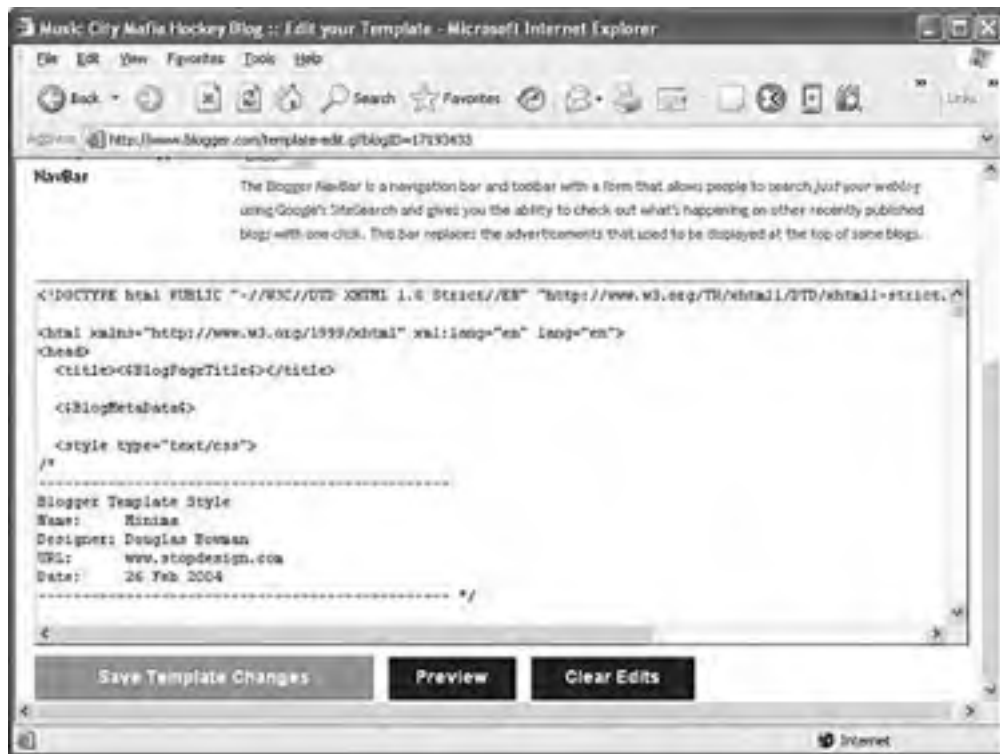 Music City Mafia Hockey Blog :: Edit your Template - Microsoft Internet Explorer
File Edit View Favorites Tools Help
Back Search Favorites
Links
Address http://www.blogger.com/template-edit.g?blogID=17193433
NavBar
The Blogger NavBar is a navigation bar and toolbar with a form that allows people to search just your weblog
using Google's SiteSearch and gives you the ability to check out what's happening on other recently published
blogs with one click. This bar replaces the advertisements that used to be displayed at the top of some blogs.
<!DOCTYPE html PUBLIC "-//W3C//DTD XHTML 1.0 Strict//EN" "http://www.w3.org/TR/xhtml1/DTD/xhtml1-strict.
<html xmlns="http://www.w3.org/1999/xhtml" xml:lang="en" lang="en">
<head>
<title><$BlogPageTitle$></title>
<$BlogMetaData$>
<style type="text/css">
/*
-----------------------------------------------
Blogger Template Style
Name: Minima
Designer: Douglas Bowman
URL: www.stopdesign.com
Date: 26 Feb 2004
----------------------------------------------- */
Save Template Changes Preview Clear Edits
Internet